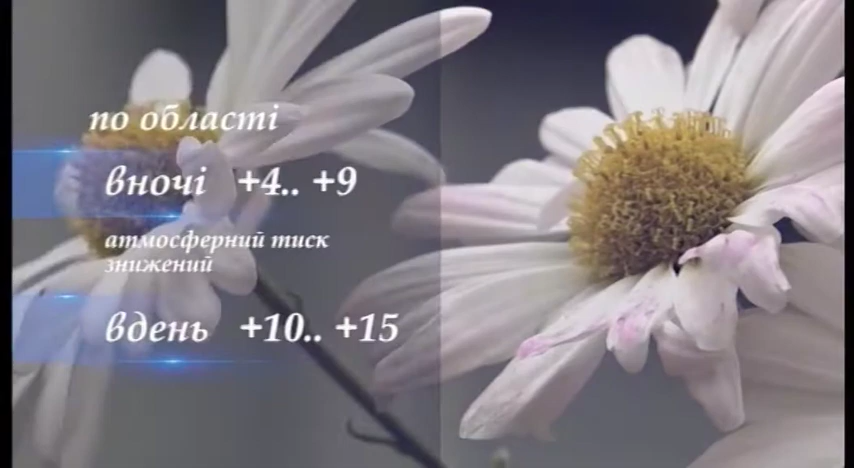 по області
вночі +4.. +9
атмосферний тиск
знижений
вдень +10.. +15